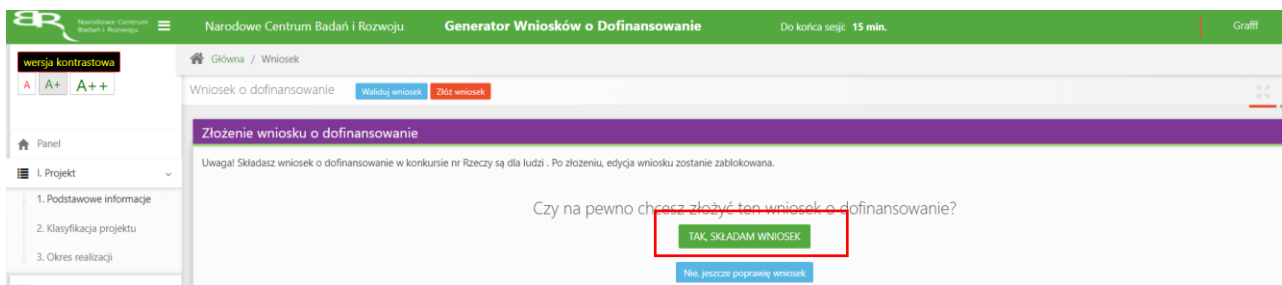 BR Narodowe Centrum
Badań i Rozwoju
Narodowe Centrum Badań i Rozwoju Generator Wniosków o Dofinansowanie Do końca sesji: 15 min. Grafff
wersja kontrastowa
A A+ A++
Główna / Wniosek
Wniosek o dofinansowanie Waliduj wniosek Złóż wniosek
Panel
I. Projekt
1. Podstawowe informacje
2. Klasyfikacja projektu
3. Okres realizacji
Złożenie wniosku o dofinansowanie
Uwaga! Składasz wniosek o dofinansowanie w konkursie nr Rzeczy są dla ludzi . Po złożeniu, edycja wniosku zostanie zablokowana.
Czy na pewno chcesz złożyć ten wniosek o dofinansowanie?
TAK, SKŁADAM WNIOSEK
Nie, jeszcze poprawię wniosek